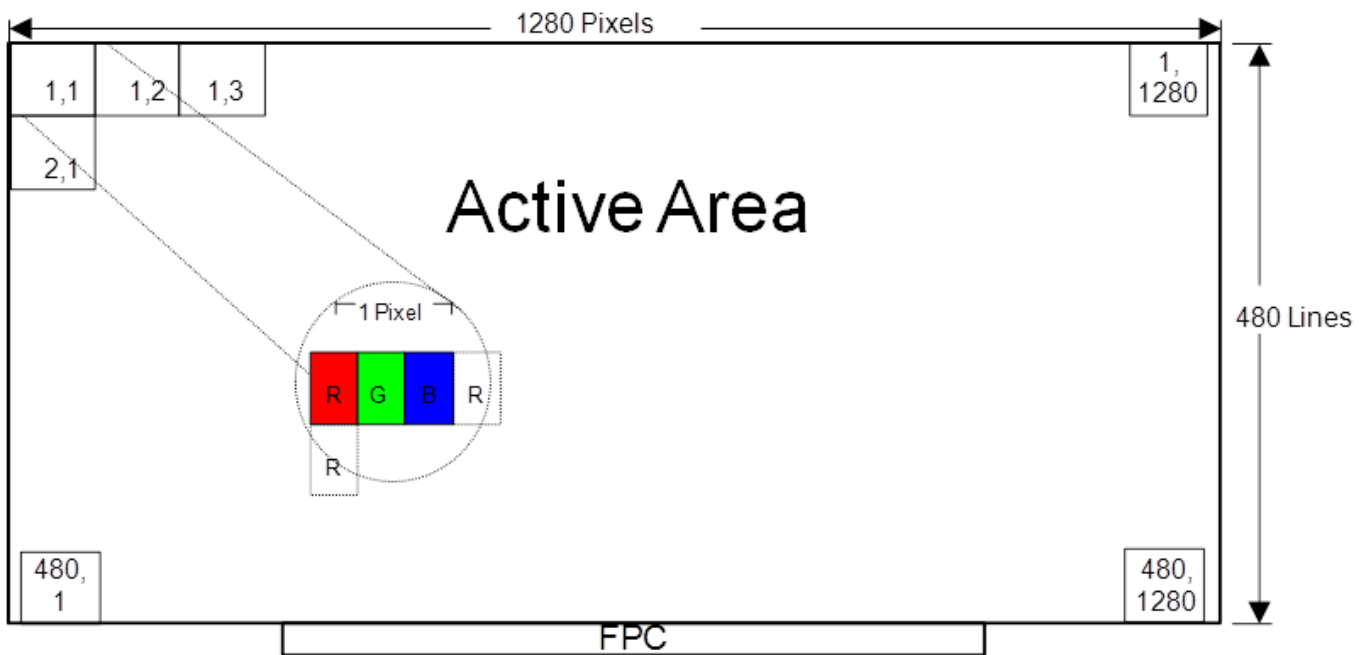 1280 Pixels
1,1
1,2
1,3
1,
1280
2,1
Active Area
1 Pixel
480 Lines
R
G
B
R
R
480,
1
480,
1280
FPC